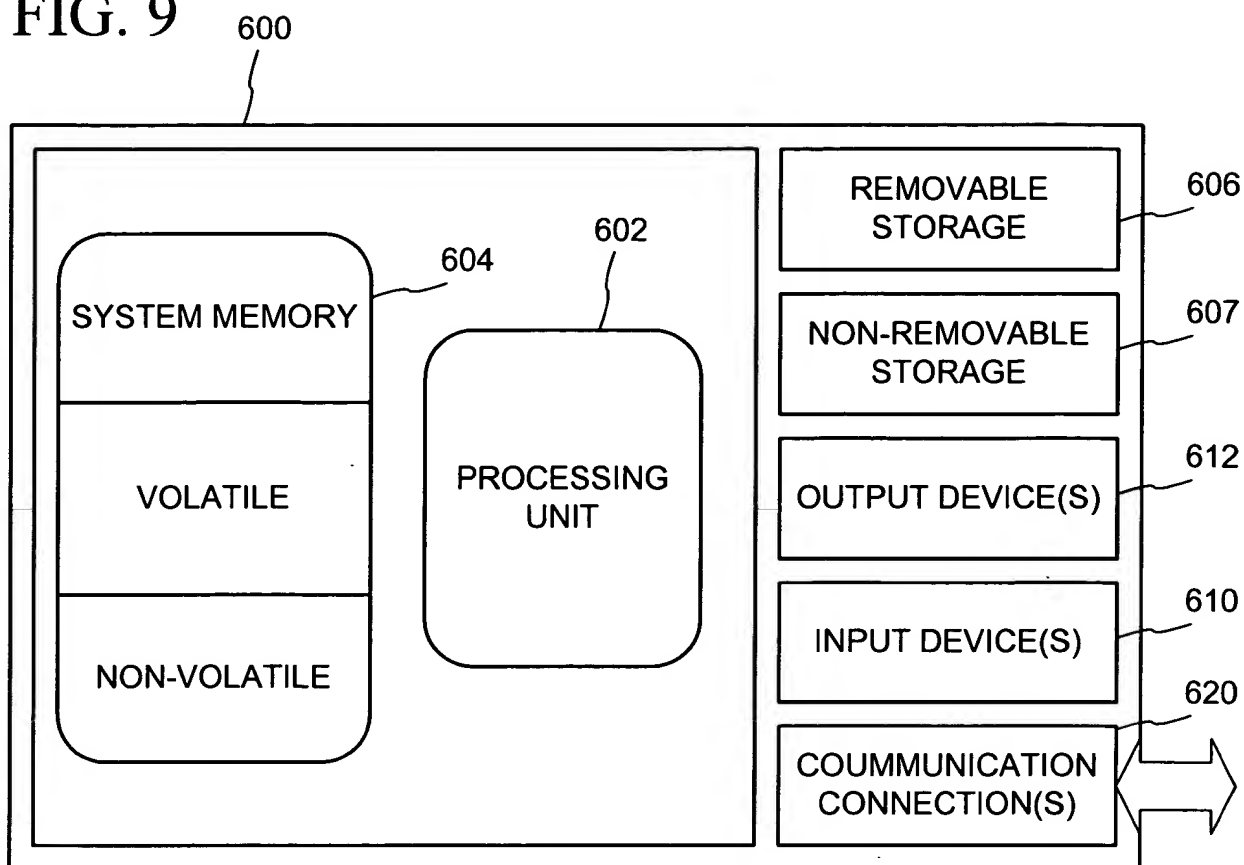 FIG. 9
600
REMOVABLE
STORAGE
606
602
604
SYSTEM MEMORY
NON-REMOVABLE
STORAGE
607
VOLATILE
PROCESSING
UNIT
OUTPUT DEVICE(S)
612
INPUT DEVICE(S)
610
NON-VOLATILE
620
COUMMUNICATION
CONNECTION(S)